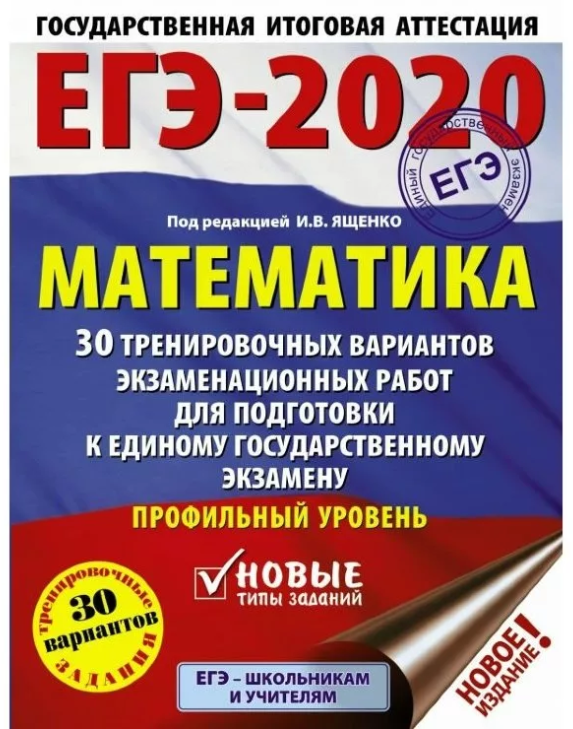 ГОСУДАРСТВЕННАЯ ИТОГОВАЯ АТТЕСТАЦИЯ
ЕГЭ-2020
ЕДИНЫЙ ГОСУДАРСТВЕННЫЙ ЭКЗАМЕН
ЕГЭ
Под редакцией И.В. ЯЩЕНКО
МАТЕМАТИКА
30 ТРЕНИРОВОЧНЫХ ВАРИАНТОВ
ЭКЗАМЕНАЦИОННЫХ РАБОТ
ДЛЯ ПОДГОТОВКИ
К ЕДИНОМУ ГОСУДАРСТВЕННОМУ
ЭКЗАМЕНУ
ПРОФИЛЬНЫЙ УРОВЕНЬ
НОВЫЕ
ТИПЫ ЗАДАНИЙ
тренировочные
30
вариантов
ЗАДАНИЯ
ЕГЭ – ШКОЛЬНИКАМ
И УЧИТЕЛЯМ
НОВОЕ
ИЗДАНИЕ!